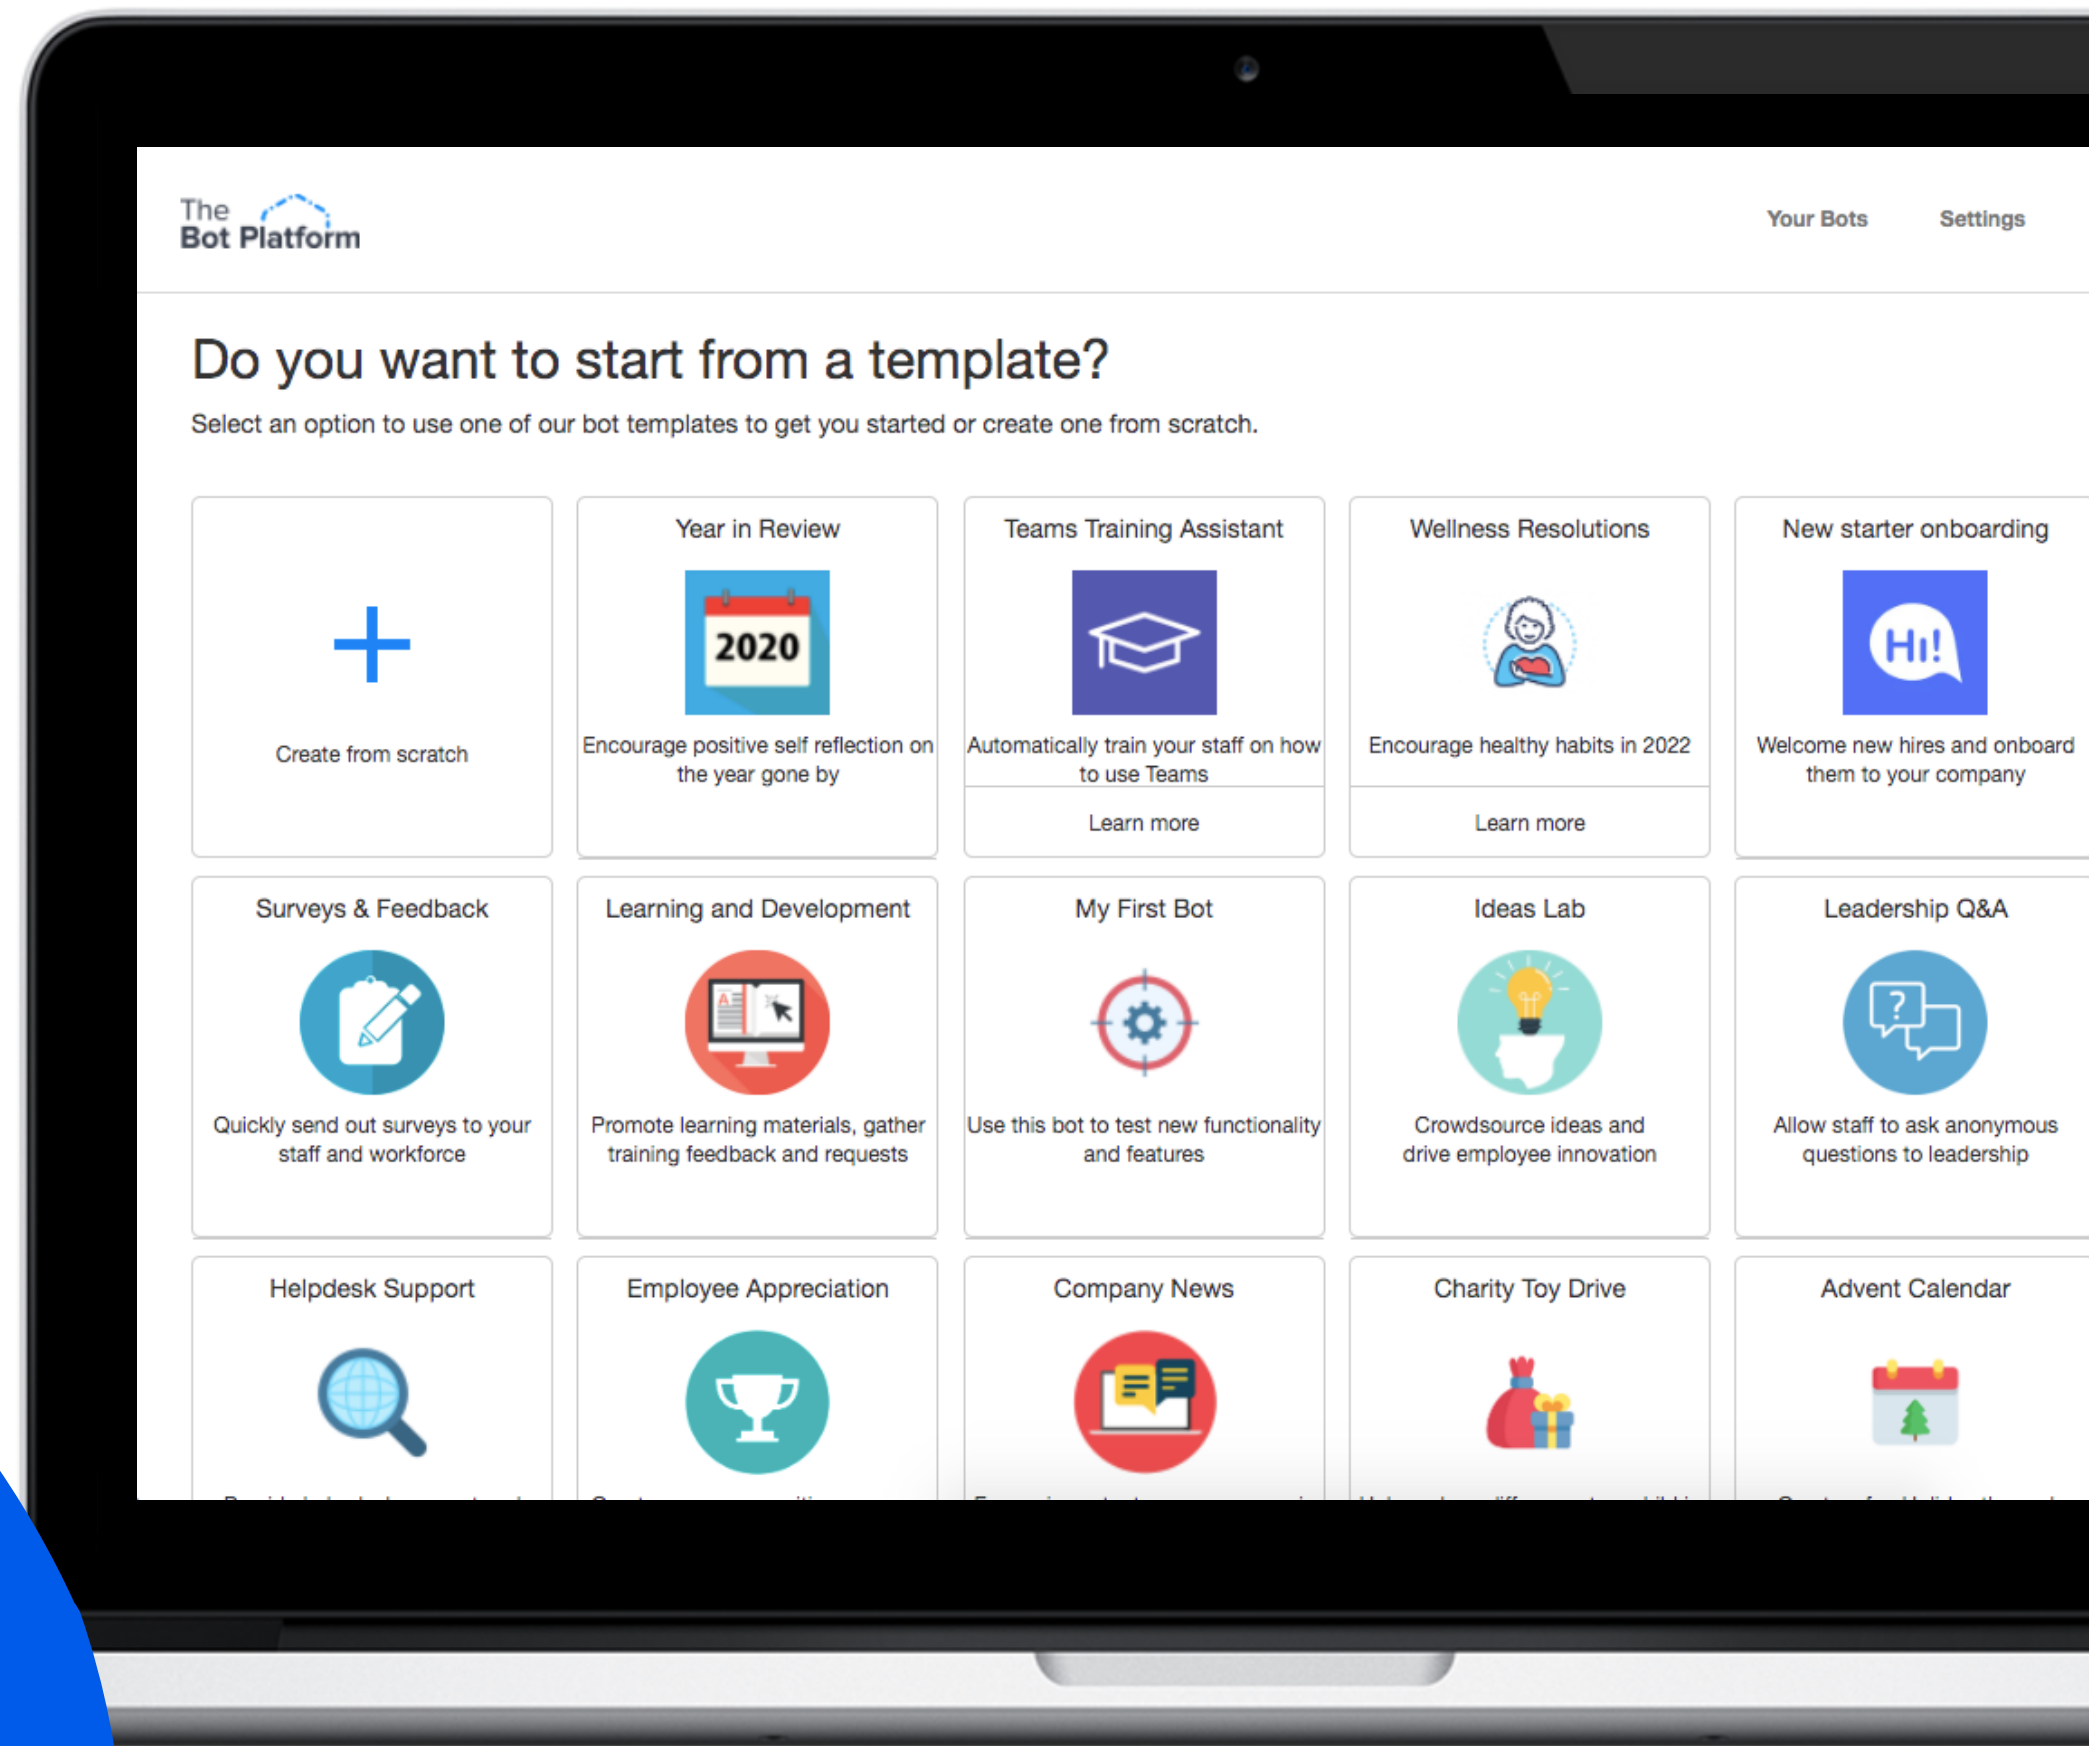 The
Bot Platform
Your Bots
Settings
Do you want to start from a template?
Select an option to use one of our bot templates to get you started or create one from scratch.
Create from scratch
Year in Review
2020
Encourage positive self reflection on
the year gone by
Teams Training Assistant
Automatically train your staff on how
to use Teams
Learn more
Wellness Resolutions
Encourage healthy habits in 2022
Learn more
New starter onboarding
Hi!
Welcome new hires and onboard
them to your company
Surveys & Feedback
Quickly send out surveys to your
staff and workforce
Learning and Development
A
Promote learning materials, gather
training feedback and requests
My First Bot
Use this bot to test new functionality
and features
Ideas Lab
Crowdsource ideas and
drive employee innovation
Leadership Q&A
?
Allow staff to ask anonymous
questions to leadership
Helpdesk Support
Employee Appreciation
Company News
Charity Toy Drive
Advent Calendar